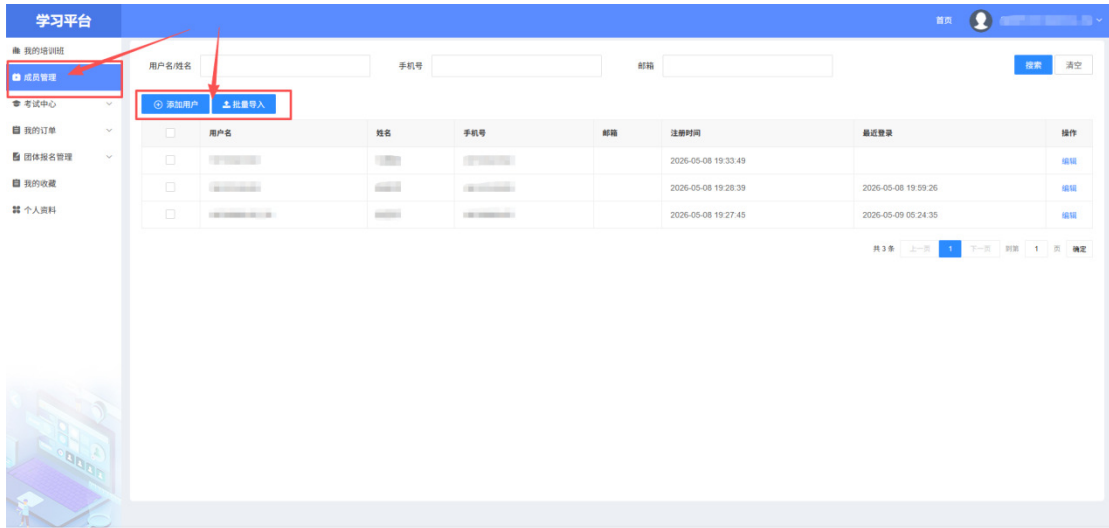 学习平台
首页
我的培训班
成员管理
考试中心
我的订单
团体报名管理
我的收藏
个人资料
用户名/姓名 手机号 邮箱 搜索 清空
添加用户 批量导入
用户名 姓名 手机号 邮箱 注册时间 最近登录 操作
2026-05-08 19:33:49 编辑
2026-05-08 19:28:39 2026-05-08 19:59:26 编辑
2026-05-08 19:27:45 2026-05-09 05:24:35 编辑
共 3 条 上一页 1 下一页 到第 1 页 确定